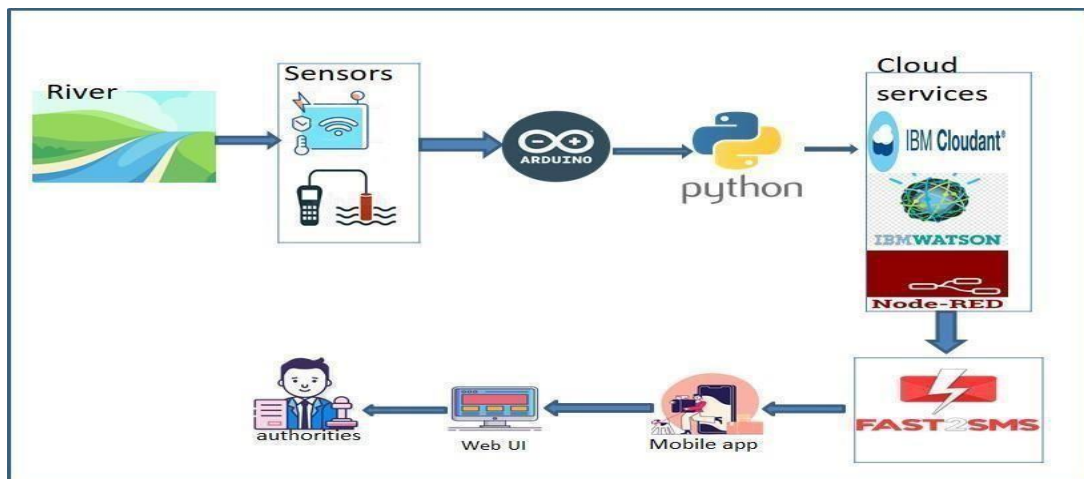 River
Sensors
ARDUINO
python
Cloud
services
IBM Cloudant®
IBMWATSON
Node-RED
FAST2SMS
Mobile app
Web UI
authorities